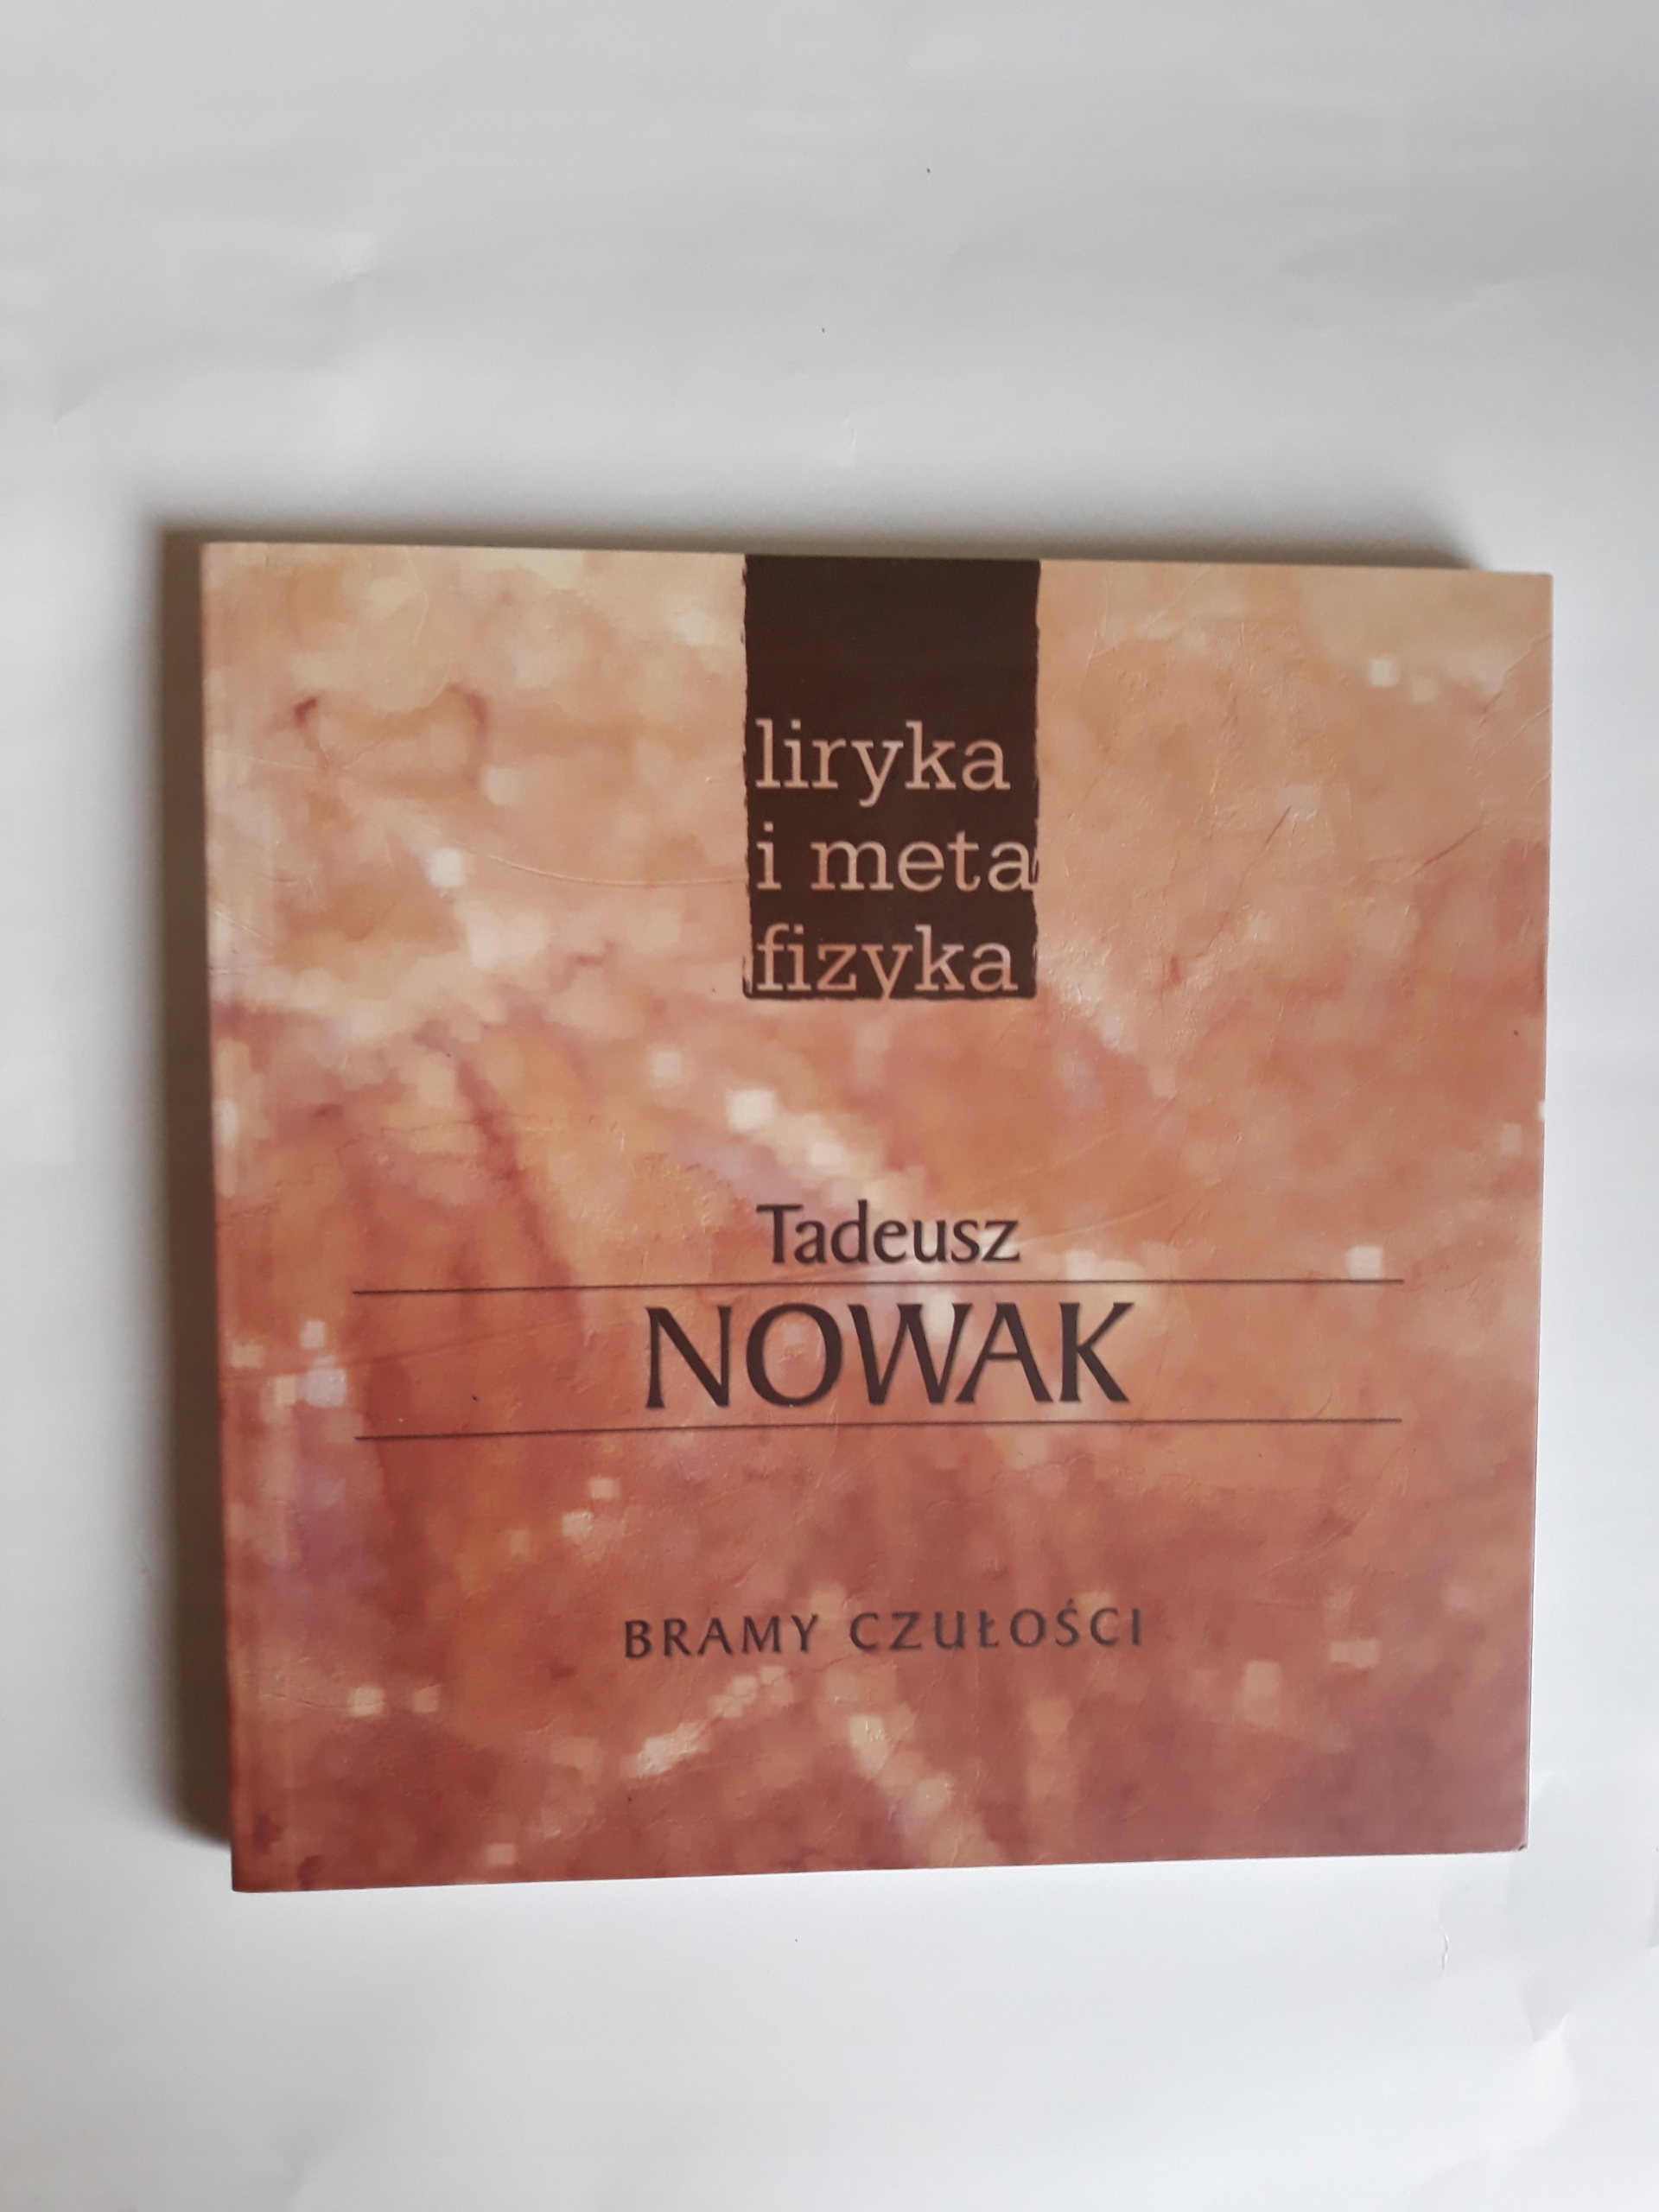 liryka
i meta
fizyka
Tadeusz
NOWAK
BRAMY CZUŁOŚCI